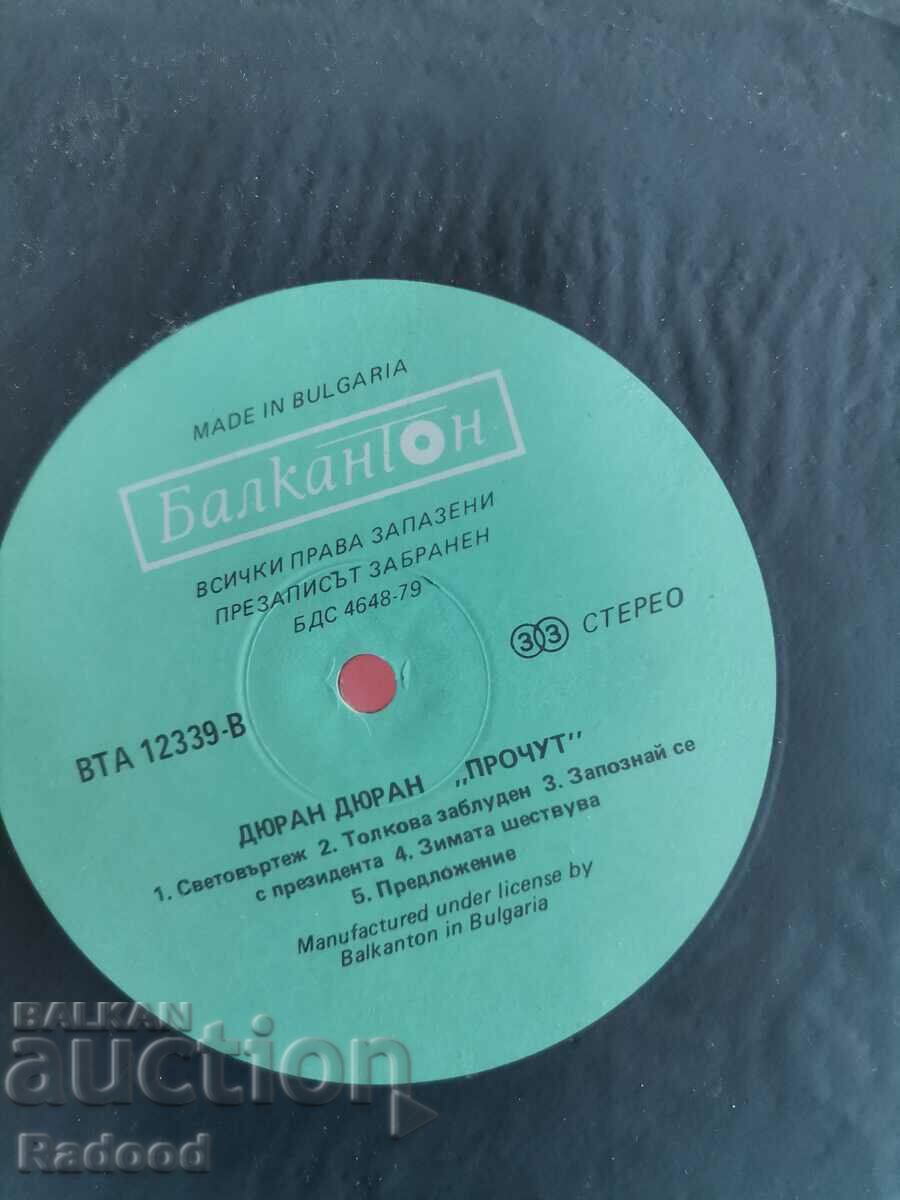 MADE IN BULGARIA
Балкантон
ВСИЧКИ ПРАВА ЗАПАЗЕНИ
ПРЕЗАПИСЪТ ЗАБРАНЕН
БДС 4648-79
33 СТЕРЕО
ВТА 12339-В
ДЮРАН ДЮРАН „ПРОЧУТ"
1. Световъртеж 2. Толкова заблуден 3. Запознай се
с президента 4. Зимата шествува
5. Предложение
Manufactured under license by
Balkanton in Bulgaria
BALKAN
auction
Radood